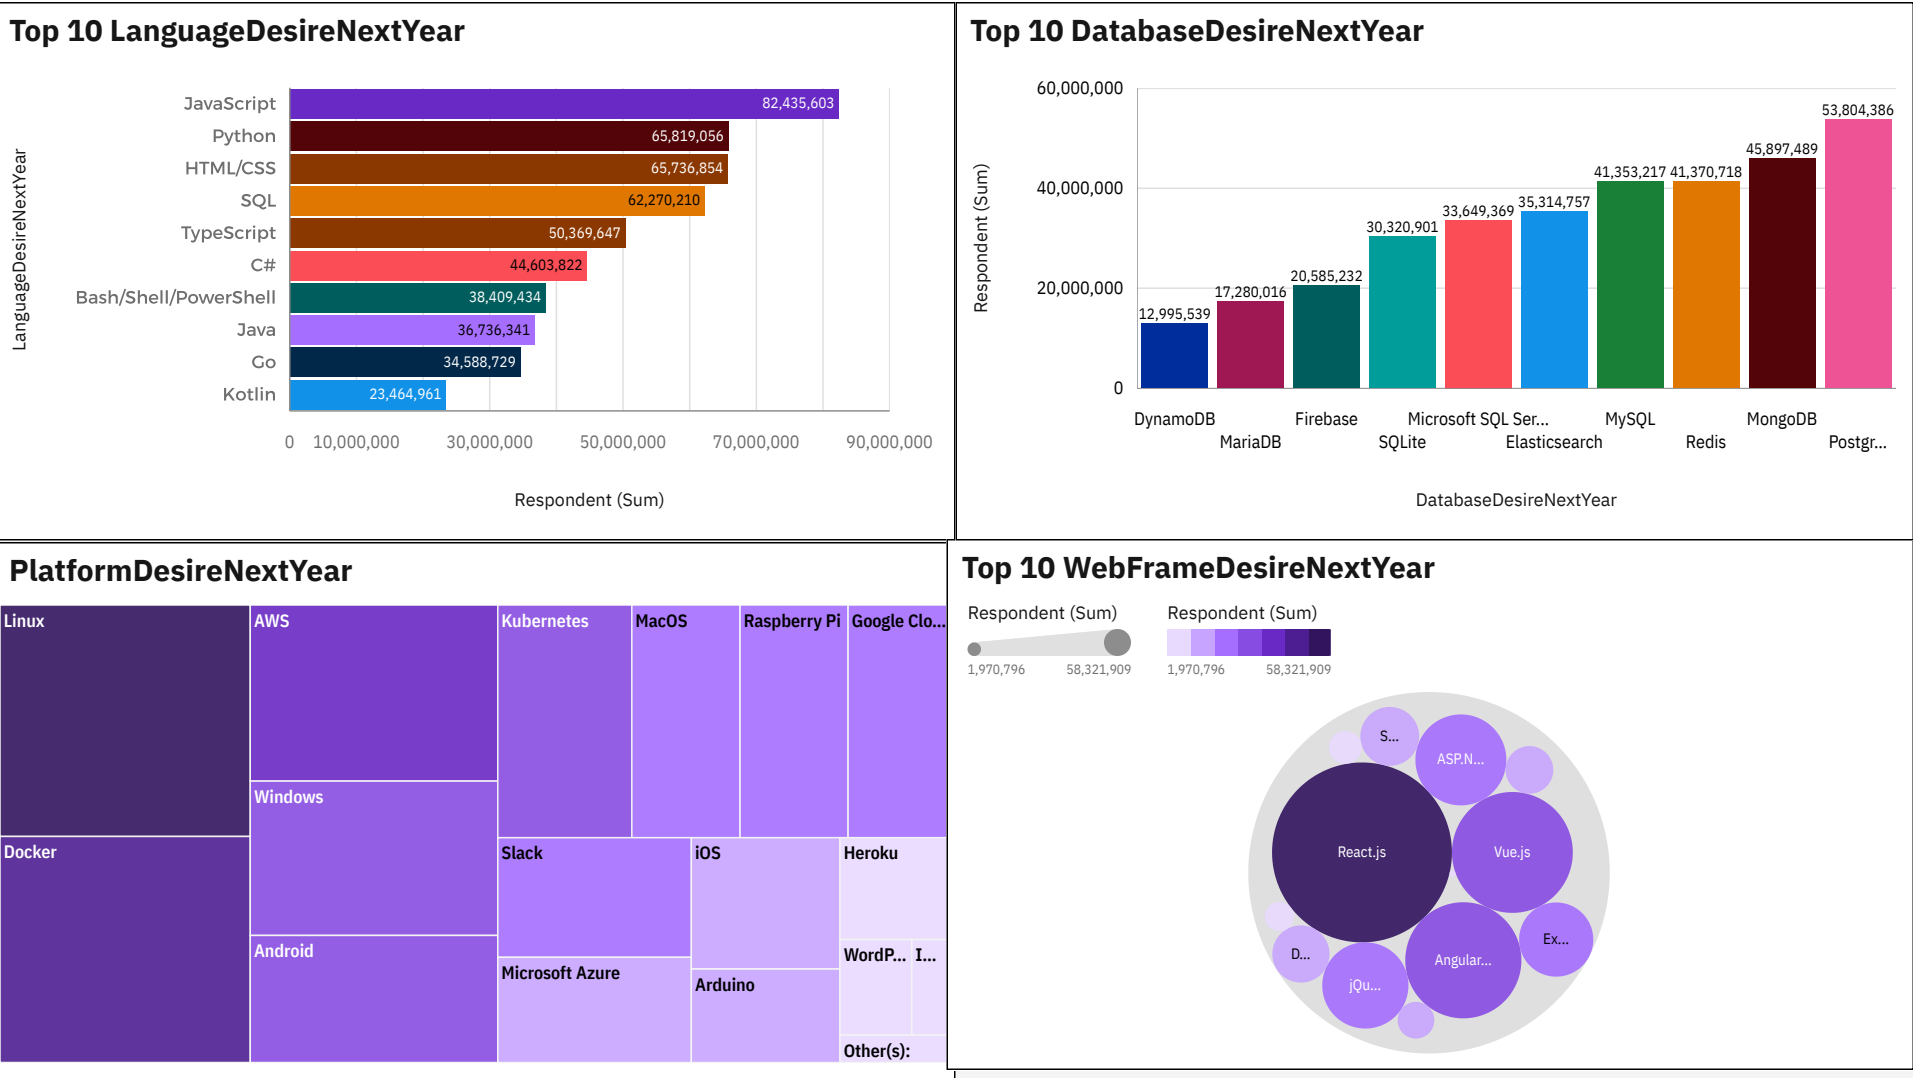 Top 10 LanguageDesireNextYear
LanguageDesireNextYear
JavaScript 82,435,603
Python 65,819,056
HTML/CSS 65,736,854
SQL 62,270,210
TypeScript 50,369,647
C# 44,603,822
Bash/Shell/PowerShell 38,409,434
Java 36,736,341
Go 34,588,729
Kotlin 23,464,961
0 10,000,000 30,000,000 50,000,000 70,000,000 90,000,000
Respondent (Sum)
Top 10 DatabaseDesireNextYear
Respondent (Sum)
60,000,000
40,000,000
20,000,000
0
12,995,539
17,280,016
20,585,232
30,320,901
33,649,369
35,314,757
41,353,217
41,370,718
45,897,489
53,804,386
DynamoDB
MariaDB
Firebase
SQLite
Microsoft SQL Ser...
Elasticsearch
MySQL
Redis
MongoDB
Postgr...
DatabaseDesireNextYear
PlatformDesireNextYear
Linux
Docker
AWS
Windows
Android
Kubernetes
MacOS
Raspberry Pi
Google Clo...
Slack
Microsoft Azure
iOS
Arduino
Heroku
WordP...
I...
Other(s):
Top 10 WebFrameDesireNextYear
Respondent (Sum)
1,970,796 58,321,909
Respondent (Sum)
1,970,796 58,321,909
S...
ASP.N...
React.js
Vue.js
Ex...
D...
Angular...
jQu...